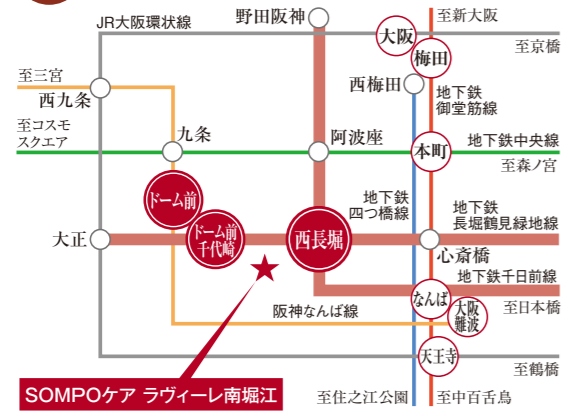 JR大阪環状線
野田阪神
至新大阪
大阪
梅田
至京橋
至三宮
西九条
西梅田
地下鉄
御堂筋線
至コスモ
スクエア
九条
阿波座
本町
地下鉄中央線
至森ノ宮
ドーム前
ドーム前
千代崎
西長堀
地下鉄
四つ橋線
地下鉄
長堀鶴見緑地線
大正
心斎橋
地下鉄千日前線
なんば
大阪
難波
至日本橋
阪神なんば線
天王寺
至鶴橋
SOMPOケア ラヴィーレ南堀江
至住之江公園
至中百舌鳥